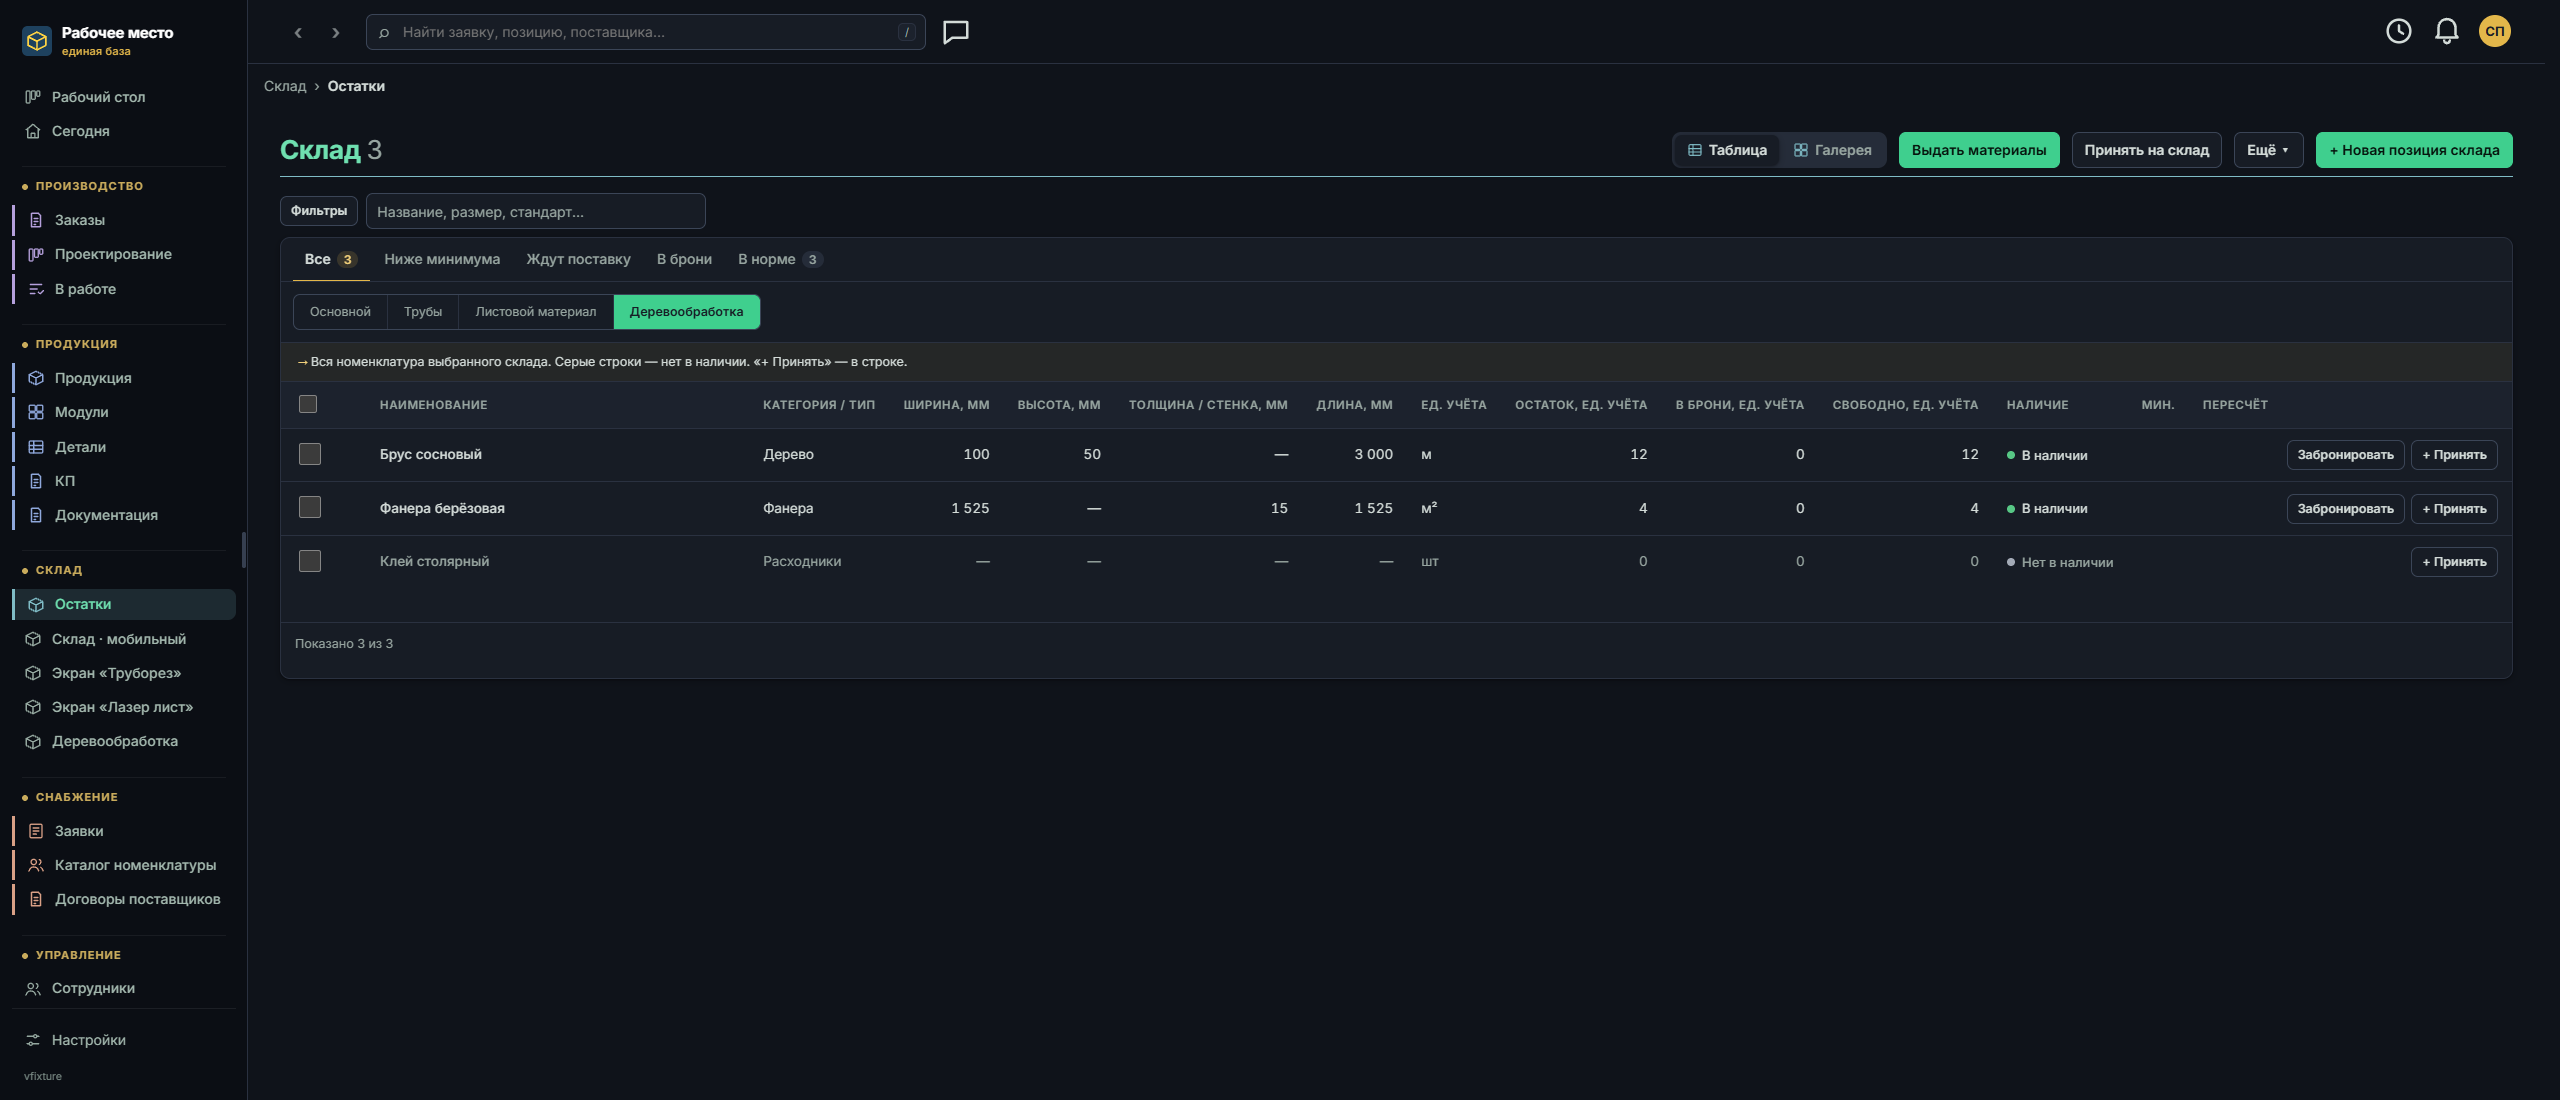 Рабочее место
единая база
Рабочий стол
Сегодня
ПРОИЗВОДСТВО
Заказы
Проектирование
В работе
ПРОДУКЦИЯ
Продукция
Модули
Детали
КП
Документация
СКЛАД
Остатки
Склад · мобильный
Экран «Труборез»
Экран «Лазер лист»
Деревообработка
СНАБЖЕНИЕ
Заявки
Каталог номенклатуры
Договоры поставщиков
УПРАВЛЕНИЕ
Сотрудники
Настройки
vfixture
‹ › Найти заявку, позицию, поставщика... / СП
Склад › Остатки
Склад 3
Таблица Галерея Выдать материалы Принять на склад Ещё ▾ + Новая позиция склада
Фильтры Название, размер, стандарт...
Все 3 Ниже минимума Ждут поставку В брони В норме 3
Основной Трубы Листовой материал Деревообработка
→ Вся номенклатура выбранного склада. Серые строки — нет в наличии. «+ Принять» — в строке.
НАИМЕНОВАНИЕ КАТЕГОРИЯ / ТИП ШИРИНА, ММ ВЫСОТА, ММ ТОЛЩИНА / СТЕНКА, ММ ДЛИНА, ММ ЕД. УЧЁТА ОСТАТОК, ЕД. УЧЁТА В БРОНИ, ЕД. УЧЁТА СВОБОДНО, ЕД. УЧЁТА НАЛИЧИЕ МИН. ПЕРЕСЧЁТ
Брус сосновый Дерево 100 50 — 3 000 м 12 0 12 В наличии Забронировать + Принять
Фанера берёзовая Фанера 1 525 — 15 1 525 м² 4 0 4 В наличии Забронировать + Принять
Клей столярный Расходники — — — — шт 0 0 0 Нет в наличии + Принять
Показано 3 из 3